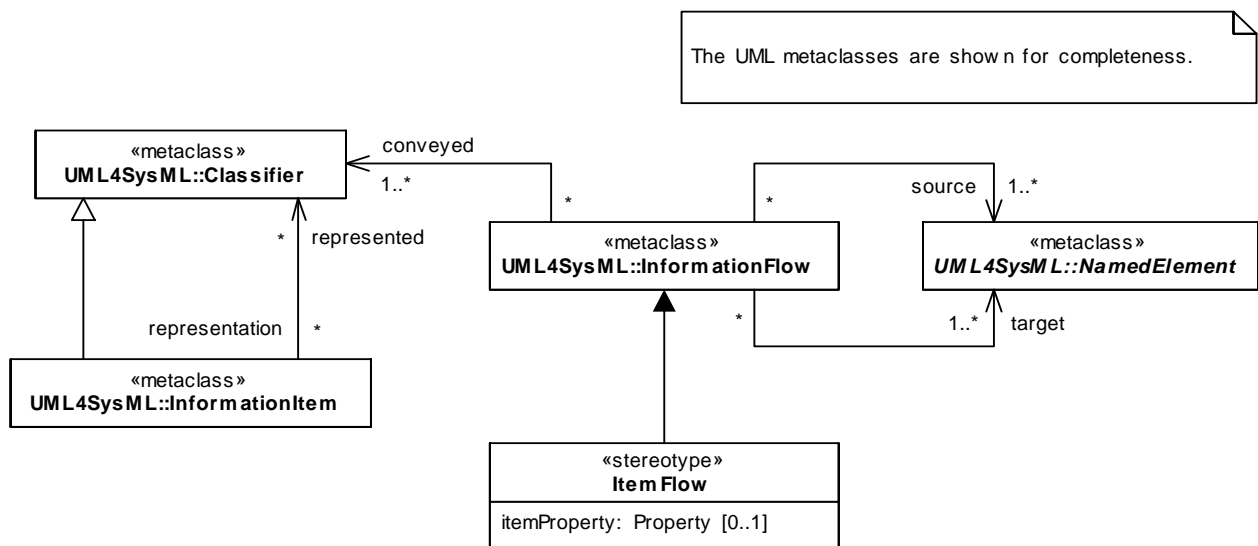 The UML metaclasses are shown for completeness.
«metaclass»
UML4SysML::Classifier
conveyed
1..*
*
*
source
1..*
* represented
«metaclass»
UML4SysML::InformationFlow
«metaclass»
UML4SysML::NamedElement
representation *
*
1..*
target
«metaclass»
UML4SysML::InformationItem
«stereotype»
ItemFlow
itemProperty: Property [0..1]